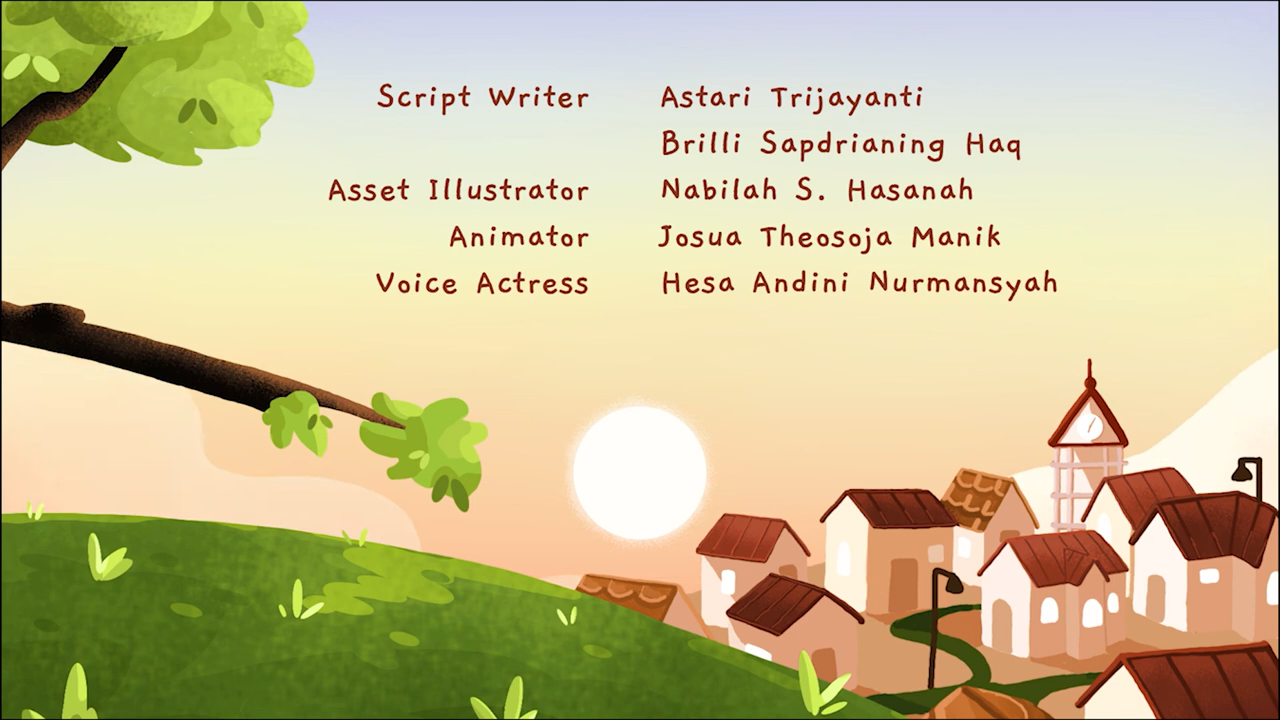 Script Writer Astari Trijayanti
Brilli Sapdrianing Haq
Asset Illustrator Nabilah S. Hasanah
Animator Josua Theosoja Manik
Voice Actress Hesa Andini Nurmansyah